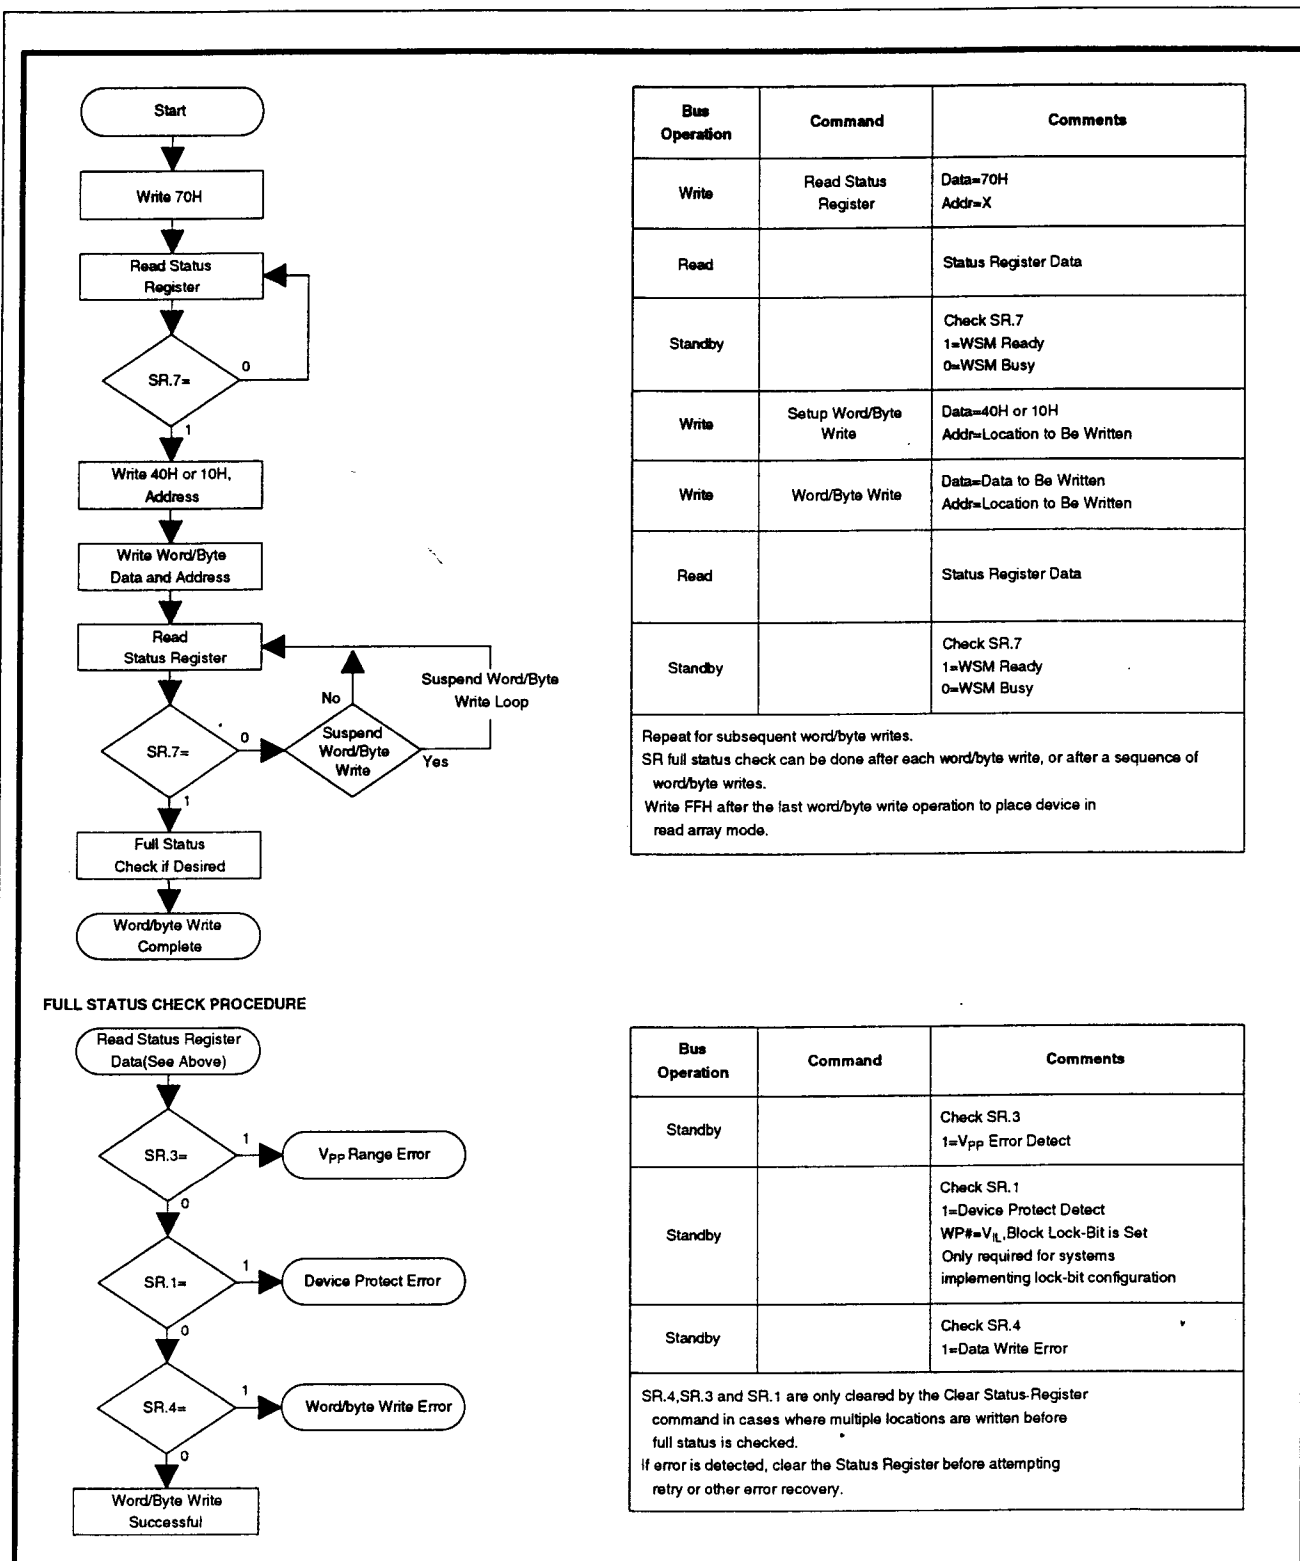 Start
Write 70H
Read Status
Register
SR.7=
0
1
Write 40H or 10H,
Address
Write Word/Byte
Data and Address
Read
Status Register
SR.7=
0
1
No
Suspend
Word/Byte
Write
Yes
Suspend Word/Byte
Write Loop
Full Status
Check if Desired
Word/byte Write
Complete
Bus
Operation
Command
Comments
Write
Read Status
Register
Data=70H
Addr=X
Read
Status Register Data
Standby
Check SR.7
1=WSM Ready
0=WSM Busy
Write
Setup Word/Byte
Write
Data=40H or 10H
Addr=Location to Be Written
Write
Word/Byte Write
Data=Data to Be Written
Addr=Location to Be Written
Read
Status Register Data
Standby
Check SR.7
1=WSM Ready
0=WSM Busy
Repeat for subsequent word/byte writes.
SR full status check can be done after each word/byte write, or after a sequence of
word/byte writes.
Write FFH after the last word/byte write operation to place device in
read array mode.
FULL STATUS CHECK PROCEDURE
Read Status Register
Data(See Above)
SR.3=
1
VPP Range Error
0
SR.1=
1
Device Protect Error
0
SR.4=
1
Word/byte Write Error
0
Word/Byte Write
Successful
Bus
Operation
Command
Comments
Standby
Check SR.3
1=VPP Error Detect
Standby
Check SR.1
1=Device Protect Detect
WP#=VIL,Block Lock-Bit is Set
Only required for systems
implementing lock-bit configuration
Standby
Check SR.4
1=Data Write Error
SR.4,SR.3 and SR.1 are only cleared by the Clear Status Register
command in cases where multiple locations are written before
full status is checked.
If error is detected, clear the Status Register before attempting
retry or other error recovery.